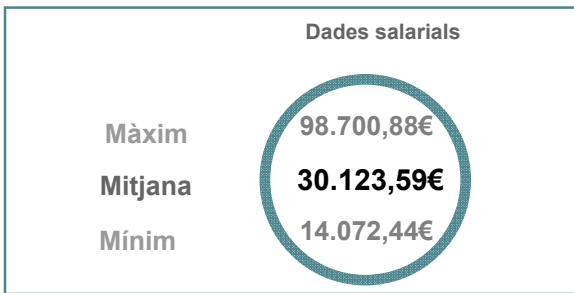 Dades salarials
Màxim 98.700,88€
Mitjana 30.123,59€
Mínim 14.072,44€